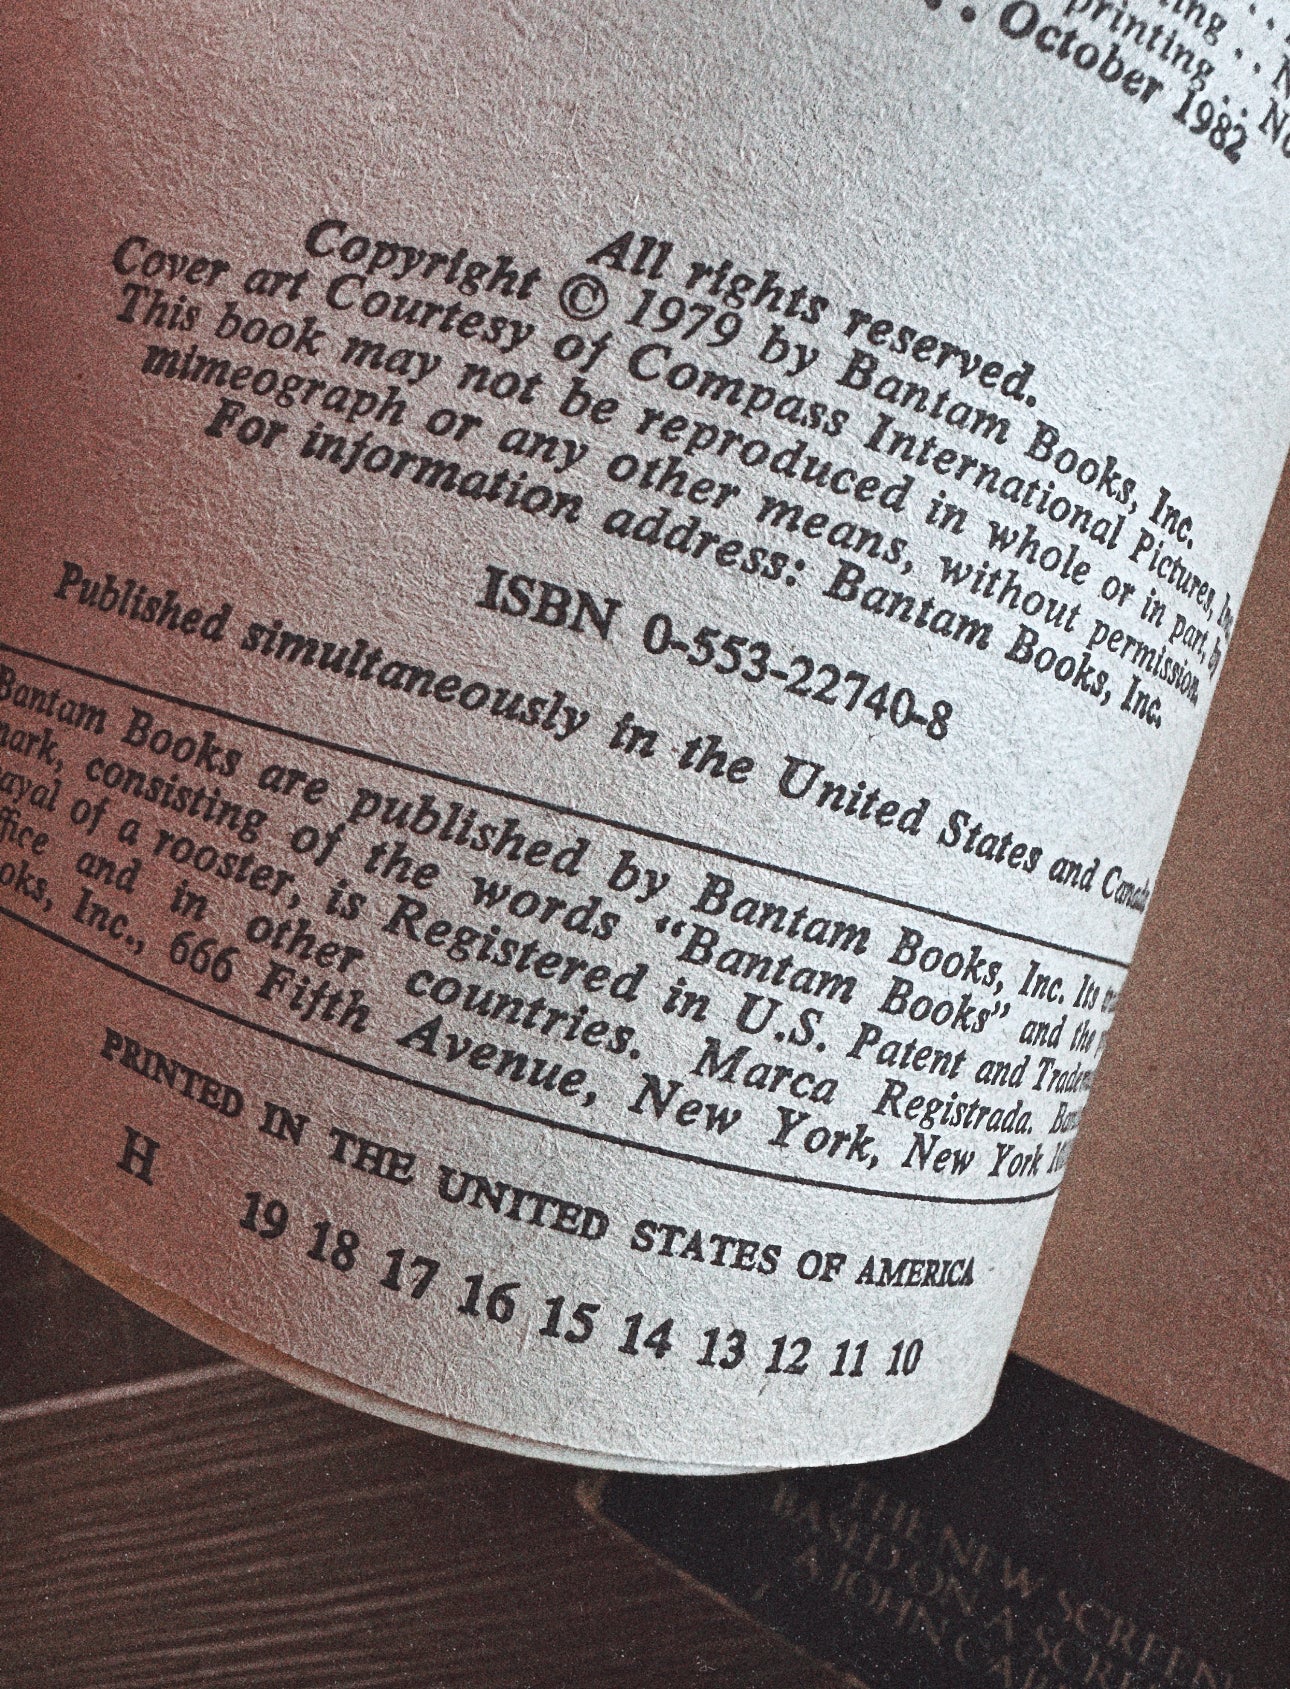 printing . .
printing . .
. . October 1982
All rights reserved.
Copyright © 1979 by Bantam Books, Inc.
Cover art Courtesy of Compass International Pictures,
This book may not be reproduced in whole or in part, by
mimeograph or any other means, without permission.
For information address: Bantam Books, Inc.
ISBN 0-553-22740-8
Published simultaneously in the United States and Canada
Bantam Books are published by Bantam Books, Inc. Its
mark, consisting of the words “Bantam Books” and the
of a rooster, is Registered in U.S. Patent and
and in other countries. Marca Registrada.
Inc., 666 Fifth Avenue, New York, New York
PRINTED IN THE UNITED STATES OF AMERICA
H 19 18 17 16 15 14 13 12 11 10
THE NEW SCREEN
BASED ON A
A JOHN